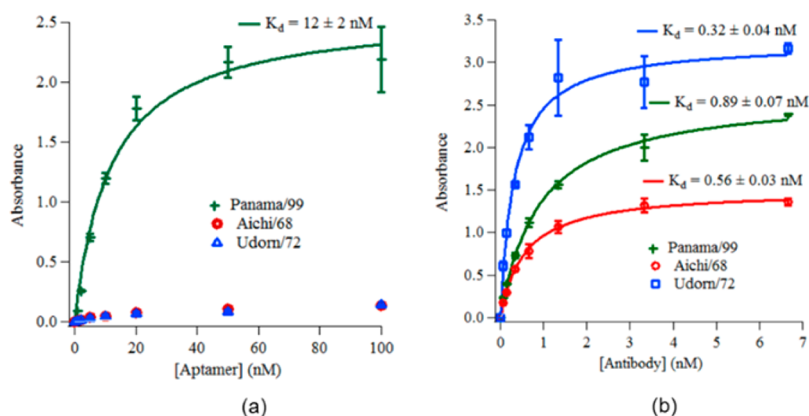 2.5
2.0
1.5
1.0
0.5
0.0
Absorbance
K_d = 12 ± 2 nM
Panama/99
Aichi/68
Udorn/72
0
20
40
60
80
100
[Aptamer] (nM)
(a)
3.5
3.0
2.5
2.0
1.5
1.0
0.5
0.0
Absorbance
K_d = 0.32 ± 0.04 nM
K_d = 0.89 ± 0.07 nM
K_d = 0.56 ± 0.03 nM
Panama/99
Aichi/68
Udorn/72
0
1
2
3
4
5
6
7
[Antibody] (nM)
(b)